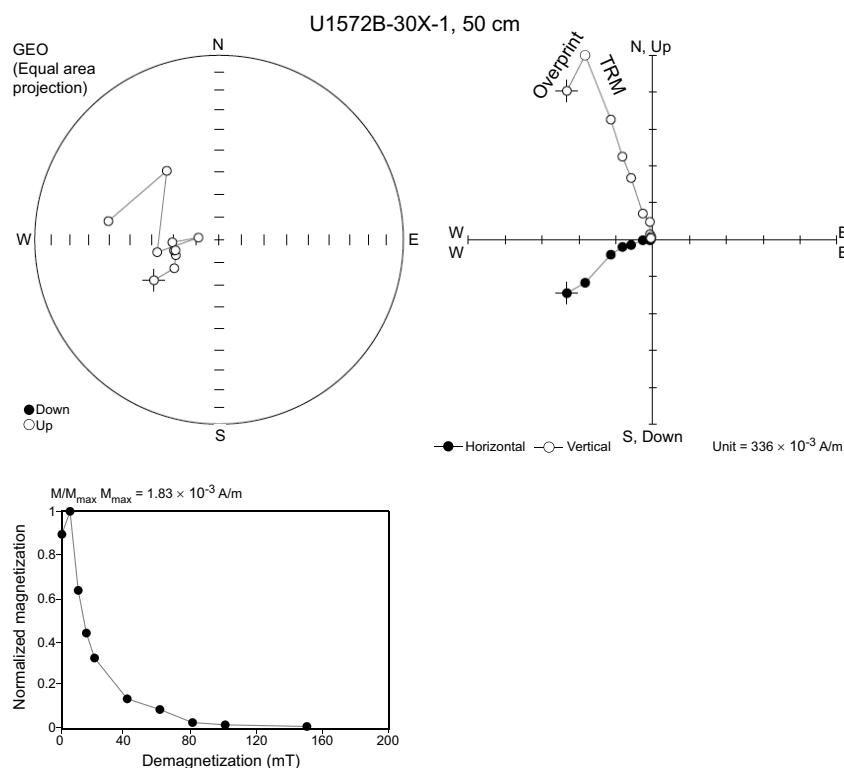 U1572B-30X-1, 50 cm
GEO
(Equal area
projection)
N
W
E
S
Down
Up
Overprint
TRM
N, Up
W
W
E
E
S, Down
Horizontal
Vertical
Unit = 336 × 10⁻³ A/m
M/Mmax Mmax = 1.83 × 10⁻³ A/m
Normalized magnetization
1
0.8
0.6
0.4
0.2
0
0 40 80 120 160 200
Demagnetization (mT)